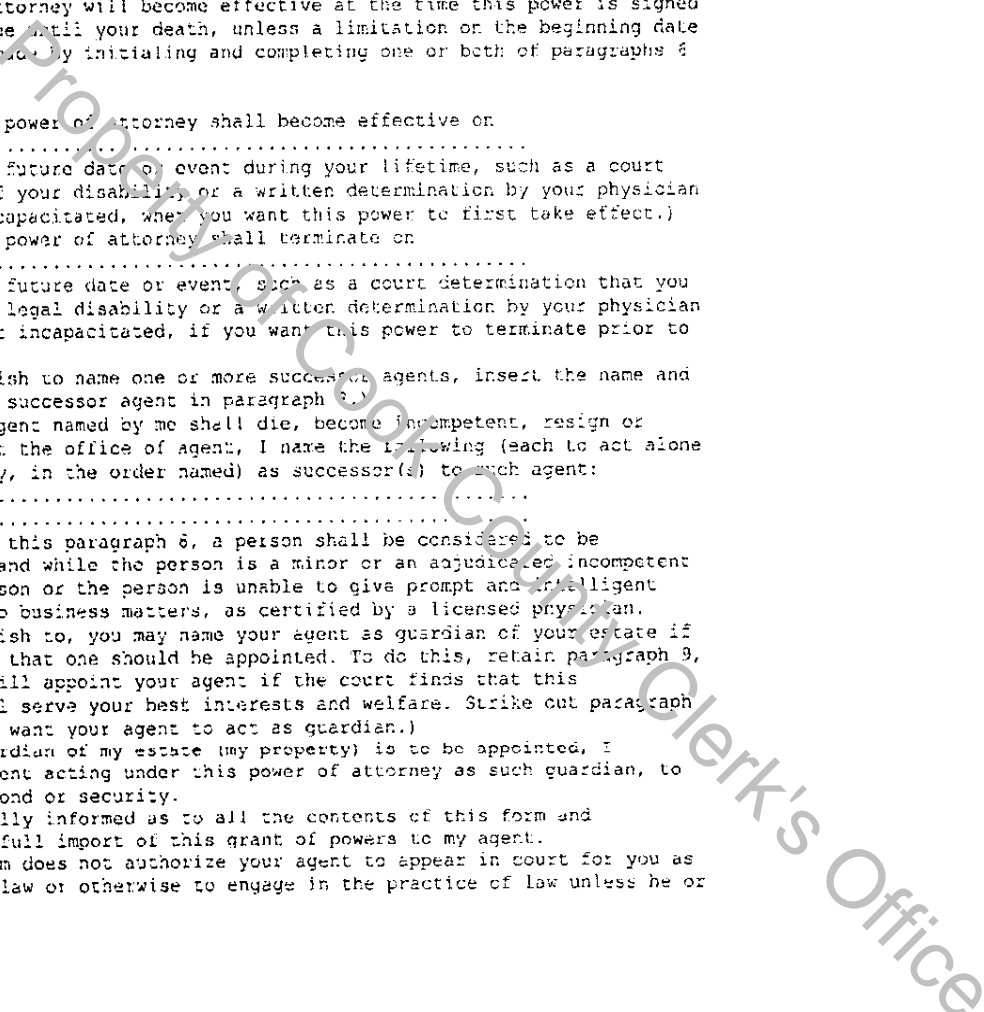 ttorney will become effective at the time this power is signed
until your death, unless a limitation on the beginning date
by initialing and completing one or both of paragraphs 6
power of attorney shall become effective on
..................................................
future date or event during your lifetime, such as a court
your disability or a written determination by your physician
capacitated, when you want this power to first take effect.)
power of attorney shall terminate on
..................................................
future date or event, such as a court determination that you
legal disability or a written determination by your physician
t incapacitated, if you want this power to terminate prior to
ish to name one or more successor agents, insert the name and
successor agent in paragraph
gent named by me shall die, become incompetent, resign or
t the office of agent, I name the following (each to act alone
y, in the order named) as successor(s) to such agent:
..................................................
..................................................
this paragraph 8, a person shall be considered to be
and while the person is a minor or an adjudicated incompetent
son or the person is unable to give prompt and intelligent
o business matters, as certified by a licensed physician.
ish to, you may name your agent as guardian of your estate if
that one should be appointed. To do this, retain paragraph 9,
ill appoint your agent if the court finds that this
l serve your best interests and welfare. Strike out paragraph
want your agent to act as guardian.)
rdian of my estate (my property) is to be appointed, I
ent acting under this power of attorney as such guardian, to
ond or security.
lly informed as to all the contents of this form and
full import of this grant of powers to my agent.
m does not authorize your agent to appear in court for you as
law or otherwise to engage in the practice of law unless he or
Property of Cook County Clerk's Office